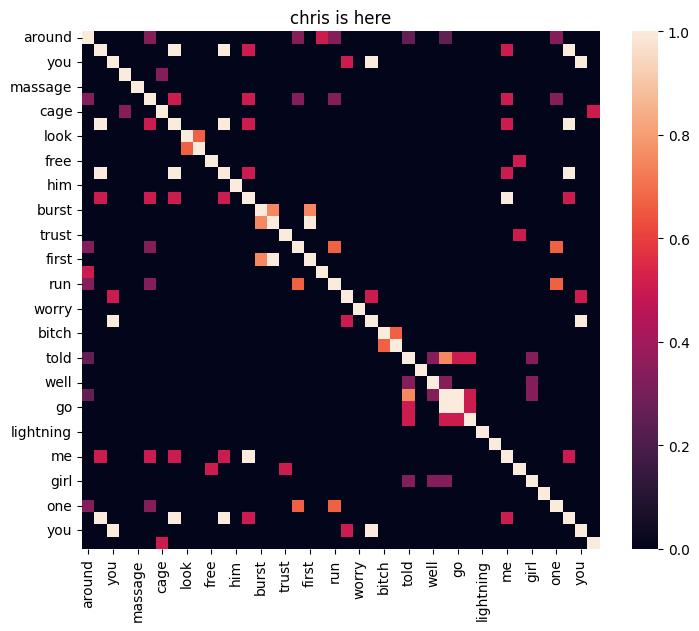 chris is here
around
you
massage
cage
look
free
him
burst
trust
first
run
worry
bitch
told
well
go
lightning
me
girl
one
you
around
you
massage
cage
look
free
him
burst
trust
first
run
worry
bitch
told
well
go
lightning
me
girl
one
you
1.0
0.8
0.6
0.4
0.2
0.0